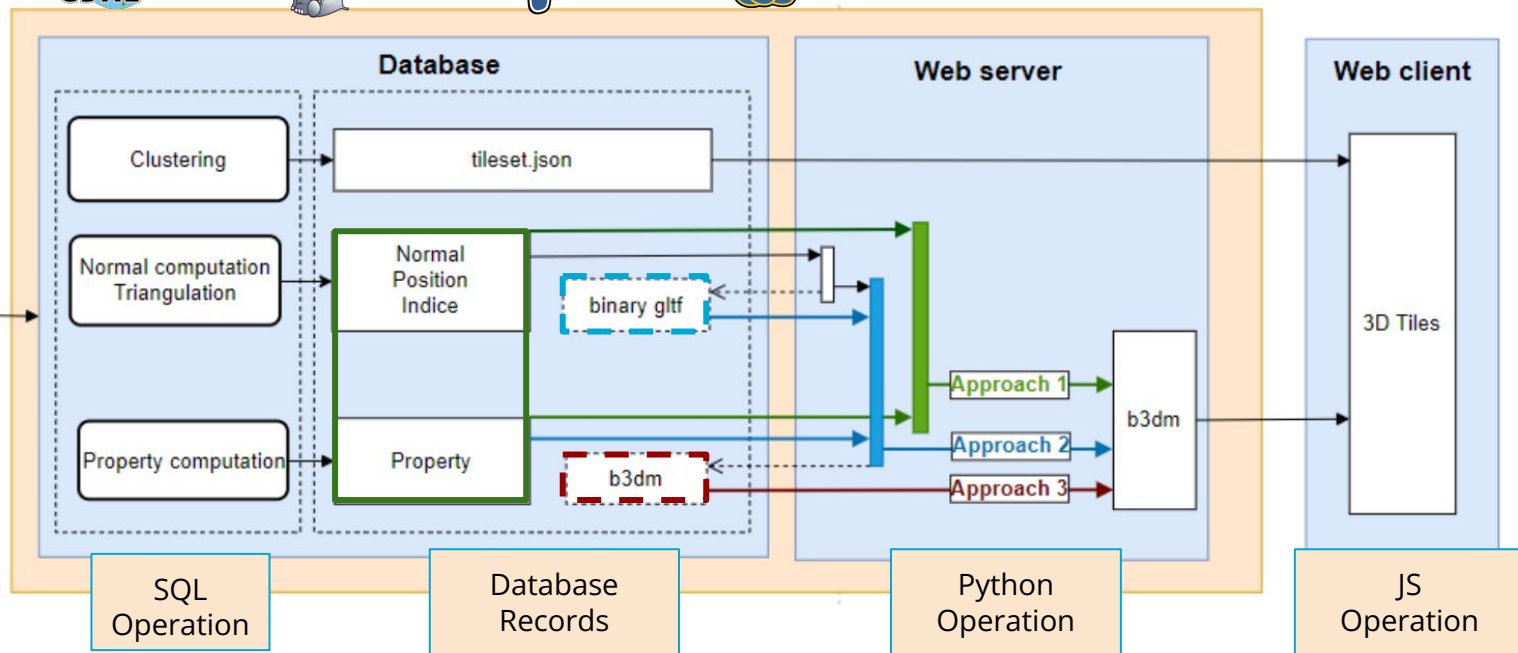 Database
Web server
Web client
Clustering
tileset.json
Normal computation
Triangulation
Normal
Position
Indice
binary gltf
3D Tiles
Approach 1
b3dm
Approach 2
Property computation
Property
b3dm
Approach 3
SQL
Operation
Database
Records
Python
Operation
JS
Operation